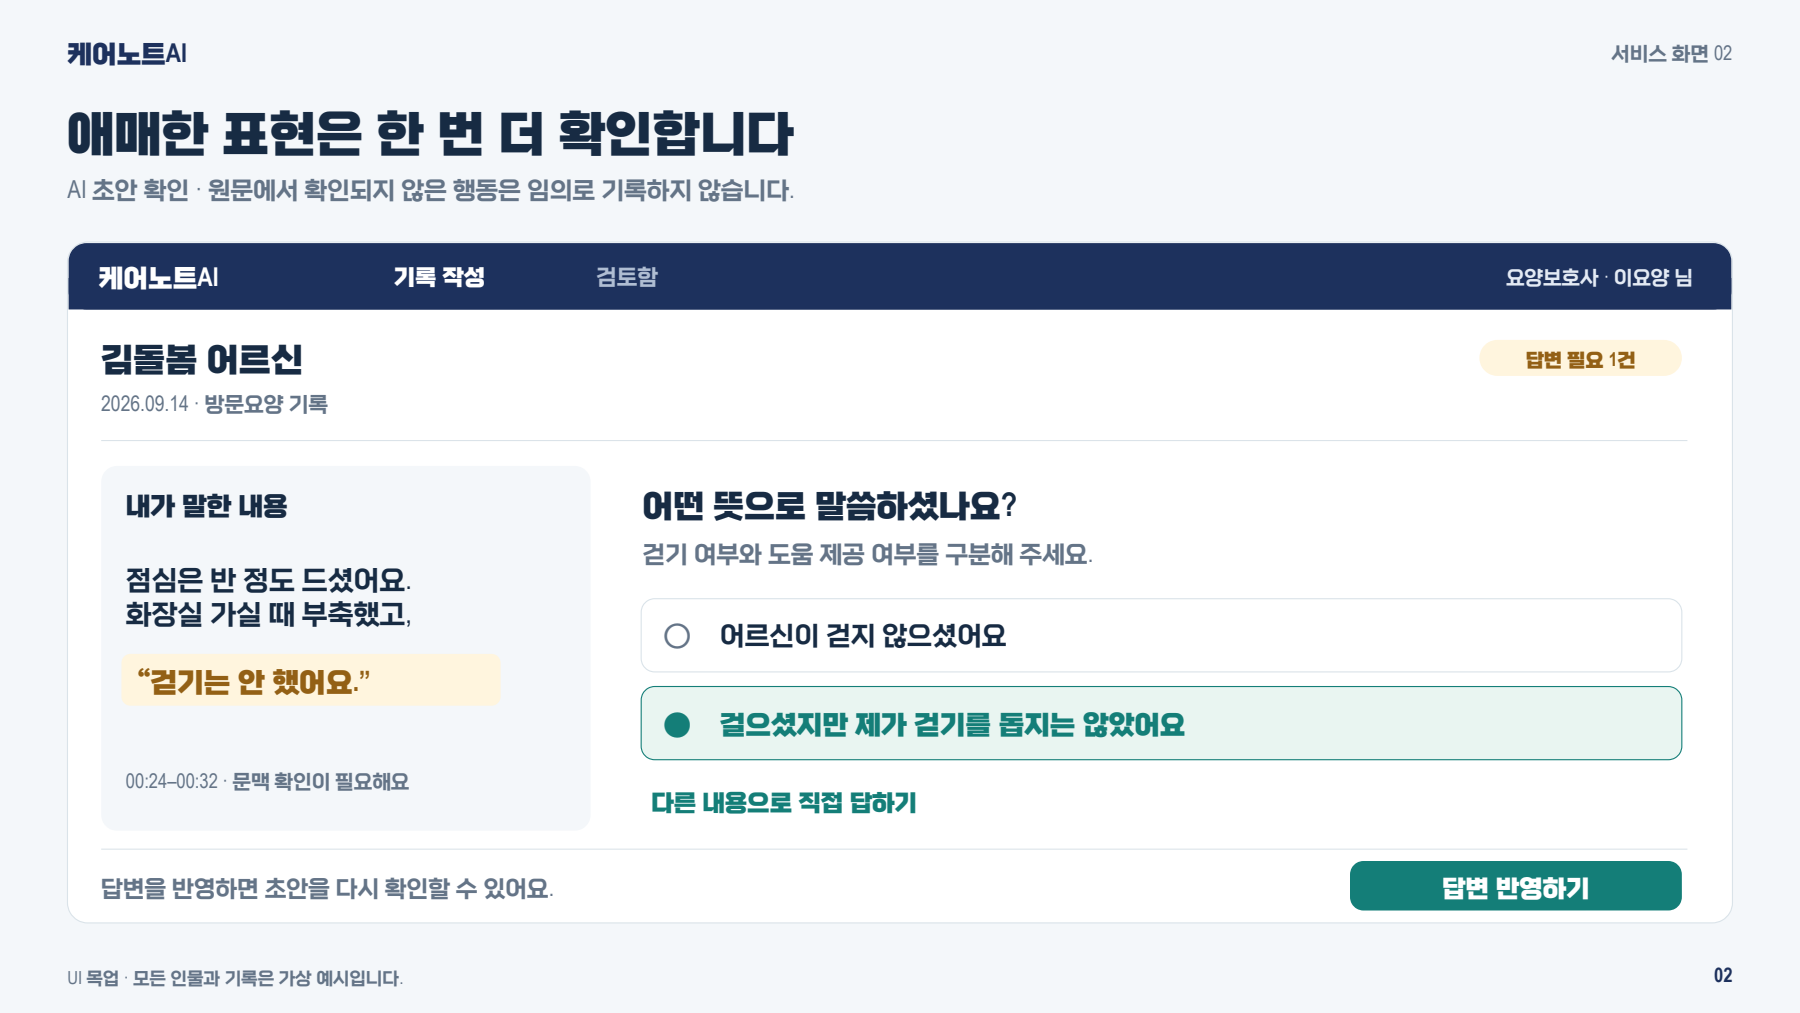 케어노트AI
서비스 화면 02
애매한 표현은 한 번 더 확인합니다
AI 초안 확인 · 원문에서 확인되지 않은 행동은 임의로 기록하지 않습니다.
케어노트AI
기록 작성
검토함
요양보호사 · 이요양 님
김돌봄 어르신
답변 필요 1건
2026.09.14 · 방문요양 기록
내가 말한 내용
점심은 반 정도 드셨어요.
화장실 가실 때 부축했고,
“걷기는 안 했어요.”
00:24–00:32 · 문맥 확인이 필요해요
어떤 뜻으로 말씀하셨나요?
걷기 여부와 도움 제공 여부를 구분해 주세요.
어르신이 걷지 않으셨어요
걸으셨지만 제가 걷기를 돕지는 않았어요
다른 내용으로 직접 답하기
답변을 반영하면 초안을 다시 확인할 수 있어요.
답변 반영하기
UI 목업 · 모든 인물과 기록은 가상 예시입니다.
02